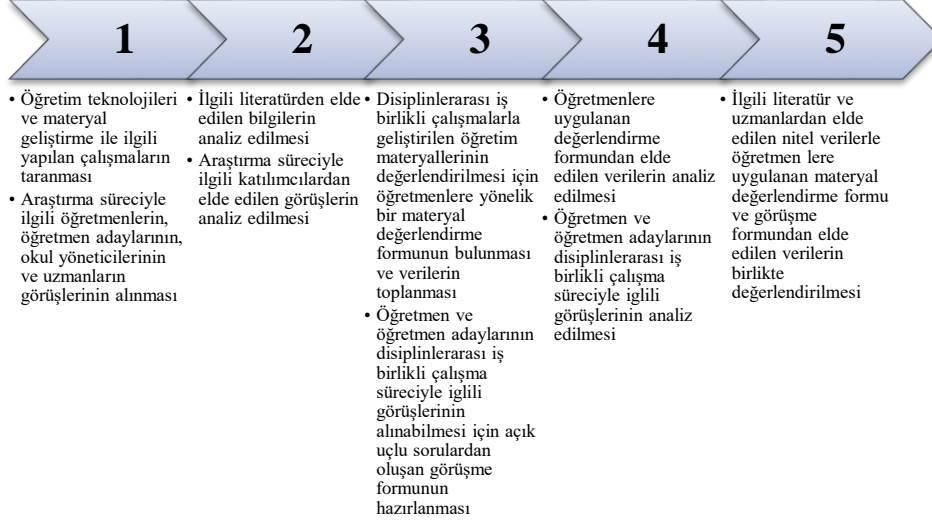 1
2
3
4
5
• Öğretim teknolojileri
ve materyal
geliştirme ile ilgili
yapılan çalışmaların
taranması
• Araştırma süreciyle
ilgili öğretmenlerin,
öğretmen adaylarının,
okul yöneticilerinin
ve uzmanların
görüşlerinin alınması
• İlgili literatürden elde
edilen bilgilerin
analiz edilmesi
• Araştırma süreciyle
ilgili katılımcılardan
elde edilen görüşlerin
analiz edilmesi
• Disiplinlerarası iş
birlikli çalışmalarla
geliştirilen öğretim
materyallerinin
değerlendirilmesi için
öğretmenlere yönelik
bir materyal
değerlendirme
formunun bulunması
ve verilerin
toplanması
• Öğretmen ve
öğretmen adaylarının
disiplinlerarası iş
birlikli çalışma
süreciyle iglili
görüşlerinin
alınabilmesi için açık
uçlu sorulardan
oluşan görüşme
formunun
hazırlanması
• Öğretmenlere
uygulanan
değerlendirme
formundan elde
edilen verilerin analiz
edilmesi
• Öğretmen ve
öğretmen adaylarının
disiplinlerarası iş
birlikli çalışma
süreciyle iglili
görüşlerinin analiz
edilmesi
• İlgili literatür ve
uzmanlardan elde
edilen nitel verilerle
öğretmen lere
uygulanan materyal
değerlendirme formu
ve görüşme
formundan elde
edilen verilerin
birlikte
değerlendirilmesi